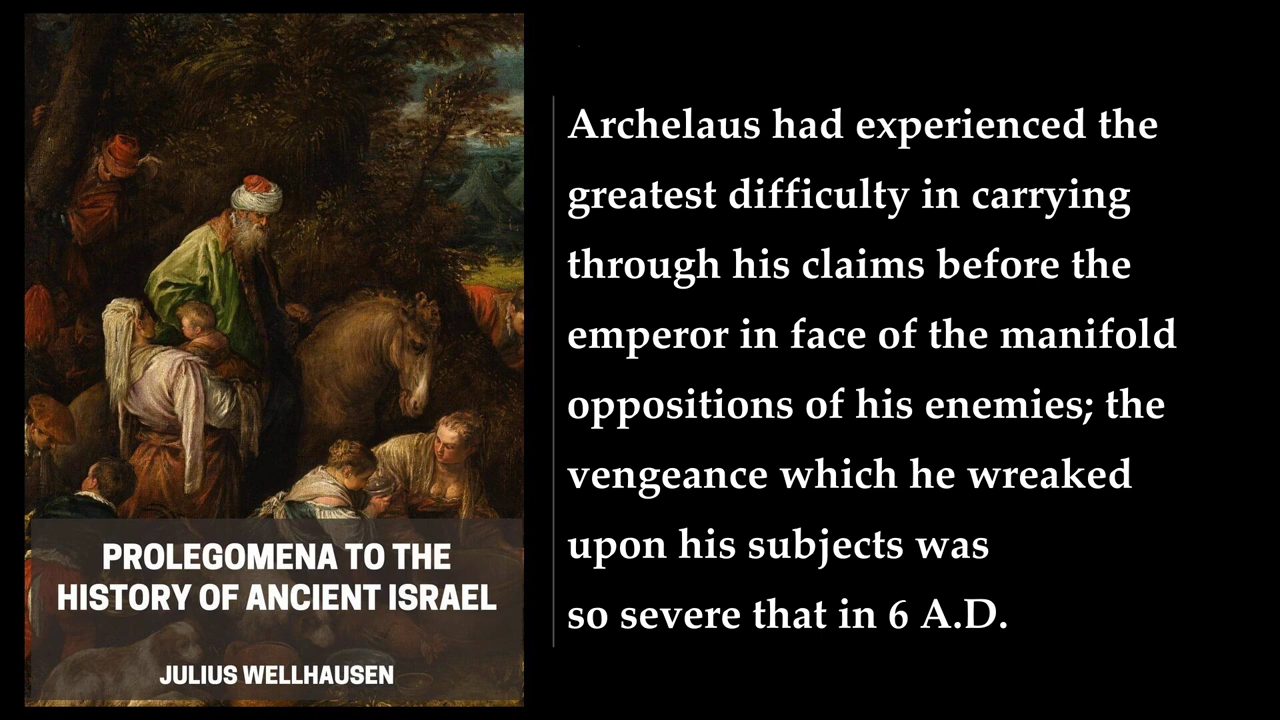 PROLEGOMENA TO THE
HISTORY OF ANCIENT ISRAEL
JULIUS WELLHAUSEN
Archelaus had experienced the
greatest difficulty in carrying
through his claims before the
emperor in face of the manifold
oppositions of his enemies; the
vengeance which he wreaked
upon his subjects was
so severe that in 6 A.D.